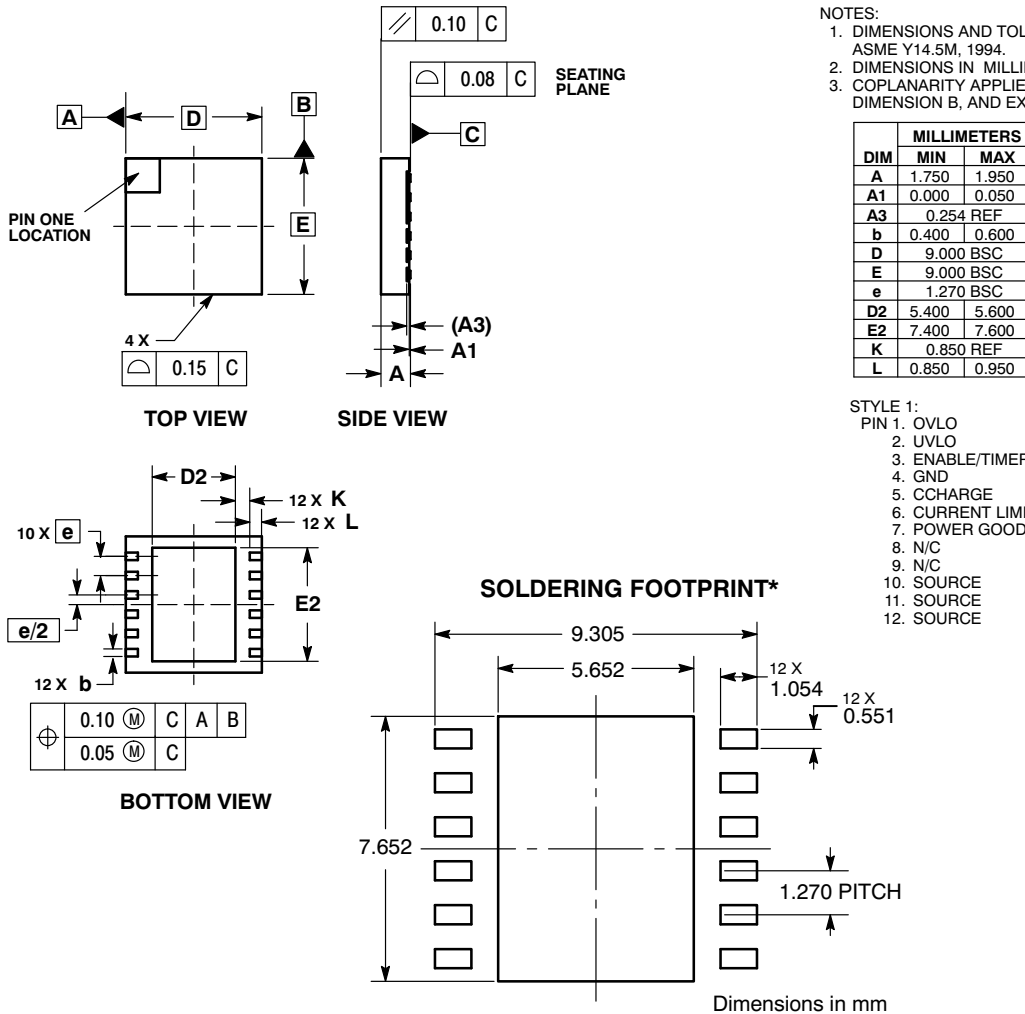 0.10 C
0.08 C
SEATING
PLANE
A
D
B
C
PIN ONE
LOCATION
E
4 X
0.15 C
(A3)
A1
A
TOP VIEW
SIDE VIEW
NOTES:
1. DIMENSIONS AND
ASME Y14.5M, 1994.
2. DIMENSIONS IN
3. COPLANARITY
DIMENSION B, AND
MILLIMETERS
DIM MIN MAX
A 1.750 1.950
A1 0.000 0.050
A3 0.254 REF
b 0.400 0.600
D 9.000 BSC
E 9.000 BSC
e 1.270 BSC
D2 5.400 5.600
E2 7.400 7.600
K 0.850 REF
L 0.850 0.950
STYLE 1:
PIN 1. OVLO
2. UVLO
3. ENABLE/TIMER
4. GND
5. CCHARGE
6. CURRENT
7. POWER GOOD
8. N/C
9. N/C
10. SOURCE
11. SOURCE
12. SOURCE
D2
12 X K
12 X L
10 X e
E2
e/2
12 X b
0.10 Ⓜ C A B
0.05 Ⓜ C
BOTTOM VIEW
SOLDERING FOOTPRINT*
9.305
5.652
12 X
1.054
12 X
0.551
7.652
1.270 PITCH
Dimensions in mm